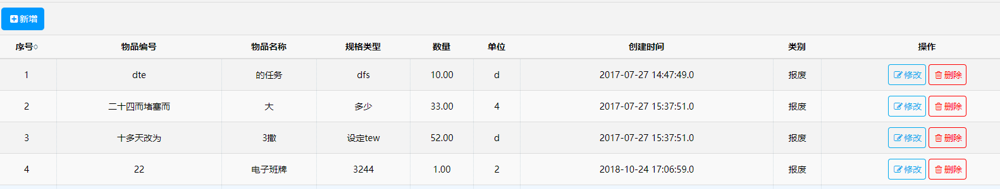 新增
序号 物品编号 物品名称 规格类型 数量 单位 创建时间 类别 操作
1 dte 的任务 dfs 10.00 d 2017-07-27 14:47:49.0 报废 修改 删除
2 二十四而堵塞而 大 多少 33.00 4 2017-07-27 15:37:51.0 报废 修改 删除
3 十多天改为 3撒 设定tew 52.00 d 2017-07-27 15:37:51.0 报废 修改 删除
4 22 电子班牌 3244 1.00 2 2018-10-24 17:06:59.0 报废 修改 删除